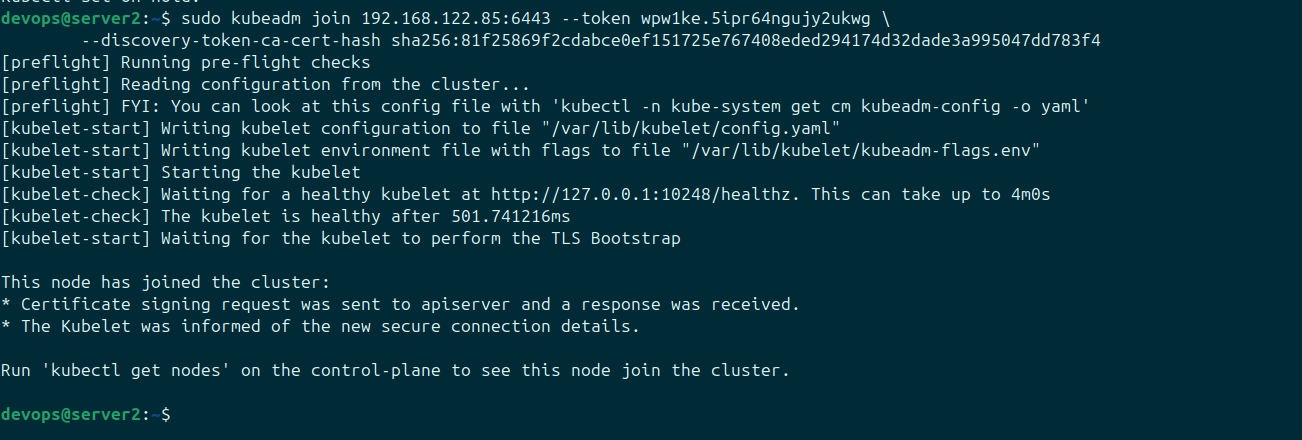 devops@server2:~$ sudo kubeadm join 192.168.122.85:6443 --token wpw1ke.5ipr64ngujy2ukwg \
        --discovery-token-ca-cert-hash sha256:81f25869f2cdabce0ef151725e767408eded294174d32dade3a995047dd783f4
[preflight] Running pre-flight checks
[preflight] Reading configuration from the cluster...
[preflight] FYI: You can look at this config file with 'kubectl -n kube-system get cm kubeadm-config -o yaml'
[kubelet-start] Writing kubelet configuration to file "/var/lib/kubelet/config.yaml"
[kubelet-start] Writing kubelet environment file with flags to file "/var/lib/kubelet/kubeadm-flags.env"
[kubelet-start] Starting the kubelet
[kubelet-check] Waiting for a healthy kubelet at http://127.0.0.1:10248/healthz. This can take up to 4m0s
[kubelet-check] The kubelet is healthy after 501.741216ms
[kubelet-start] Waiting for the kubelet to perform the TLS Bootstrap

This node has joined the cluster:
* Certificate signing request was sent to apiserver and a response was received.
* The Kubelet was informed of the new secure connection details.

Run 'kubectl get nodes' on the control-plane to see this node join the cluster.

devops@server2:~$